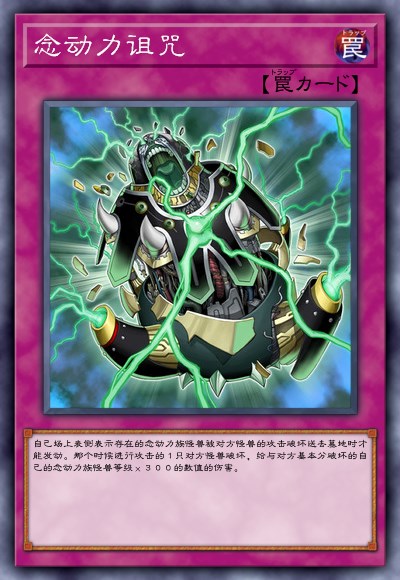 念动力诅咒
トラップ
罠
トラップ
【罠カード】
自己场上表侧表示存在的念动力族怪兽被对方怪兽的攻击破坏送去墓地时才
能发动。那个时候进行攻击的1只对方怪兽破坏，给与对方基本分破坏的自
己的念动力族怪兽等级x300的数值的伤害。